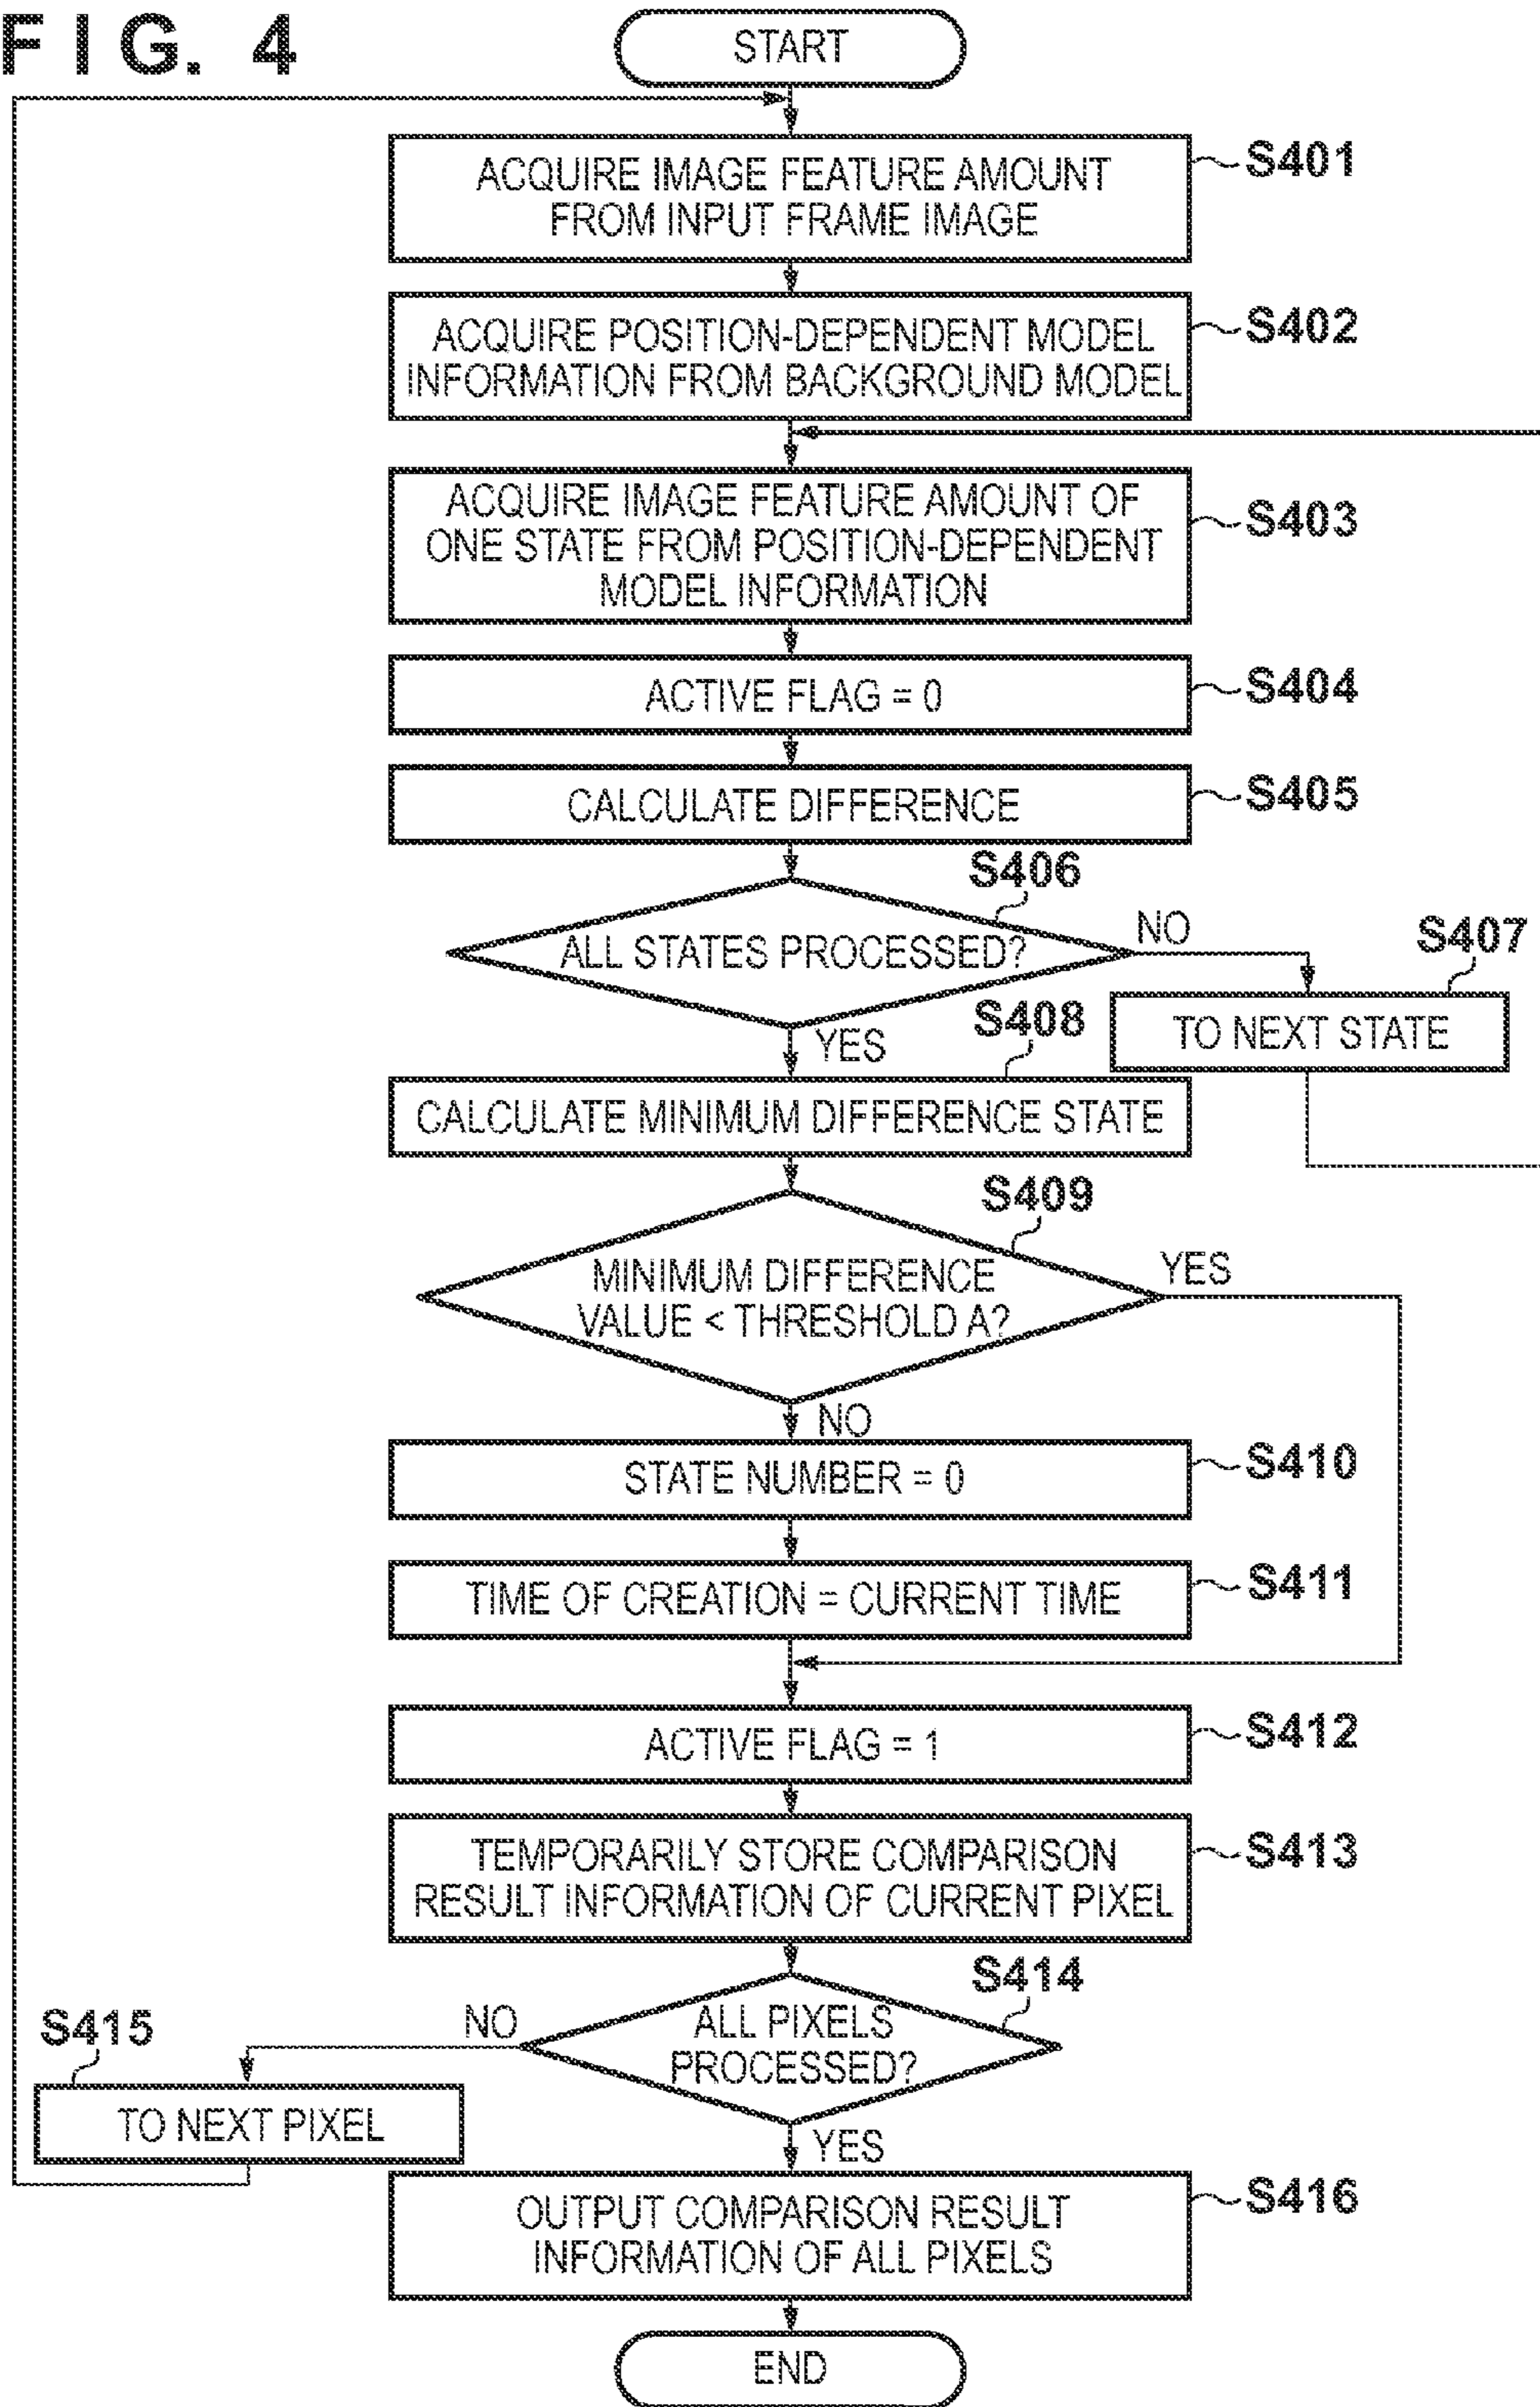 FIG. 4
START
ACQUIRE IMAGE FEATURE AMOUNT
FROM INPUT FRAME IMAGE
S401
ACQUIRE POSITION-DEPENDENT MODEL
INFORMATION FROM BACKGROUND MODEL
S402
ACQUIRE IMAGE FEATURE AMOUNT OF
ONE STATE FROM POSITION-DEPENDENT
MODEL INFORMATION
S403
ACTIVE FLAG = 0
S404
CALCULATE DIFFERENCE
S405
S406
ALL STATES PROCESSED?
NO
S407
TO NEXT STATE
YES
S408
CALCULATE MINIMUM DIFFERENCE STATE
S409
MINIMUM DIFFERENCE
VALUE < THRESHOLD A?
YES
NO
STATE NUMBER = 0
S410
TIME OF CREATION = CURRENT TIME
S411
ACTIVE FLAG = 1
S412
TEMPORARILY STORE COMPARISON
RESULT INFORMATION OF CURRENT PIXEL
S413
S414
ALL PIXELS
PROCESSED?
NO
S415
TO NEXT PIXEL
YES
OUTPUT COMPARISON RESULT
INFORMATION OF ALL PIXELS
S416
END